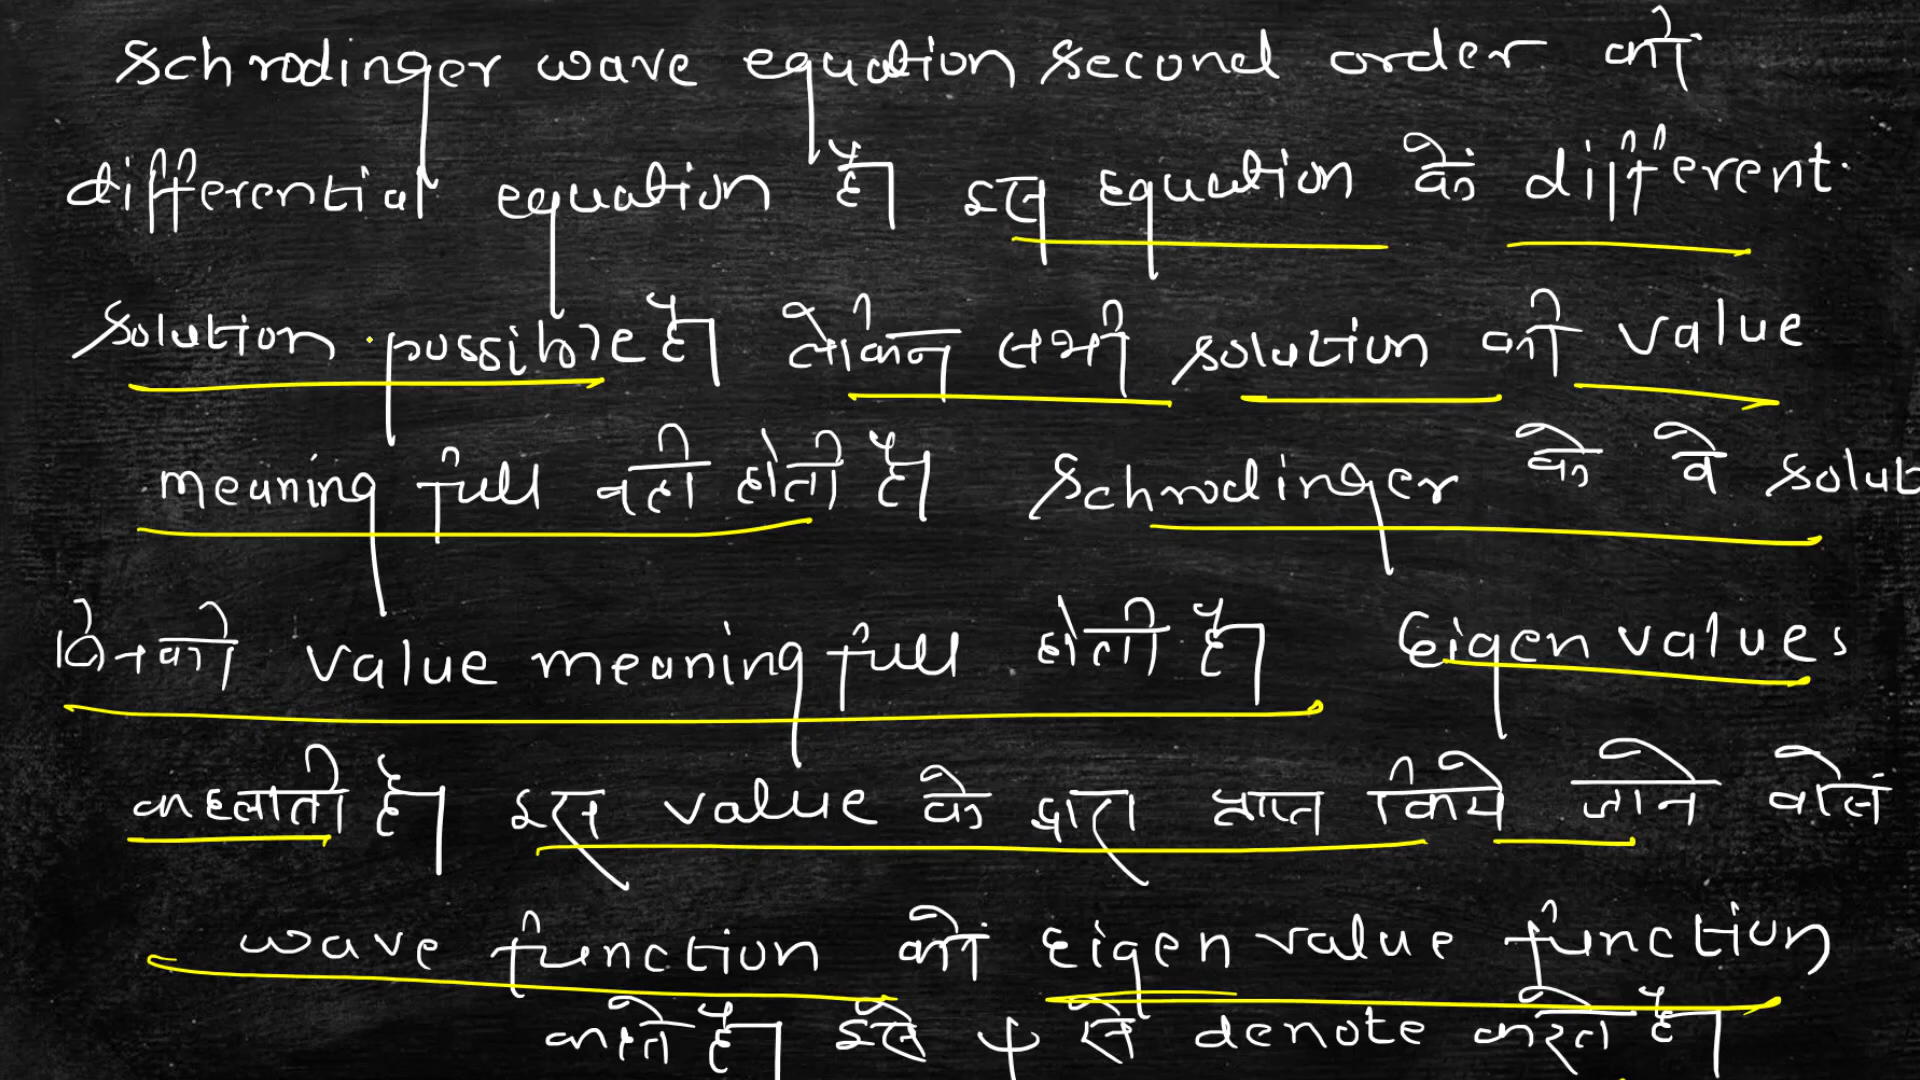 Schrodinger wave equation second order की
differential equation है। इस equation के different
solution possible है। लेकिन सभी solution की value
meaning full नही होती है। Schrodinger के वे solut
जिनकी value meaning full होती है। Eigen values
कहलाती है। इस value के द्वारा प्राप्त किये जाने वाले
wave function को Eigen value function
कहते है। इसे ψ से denote करते है।